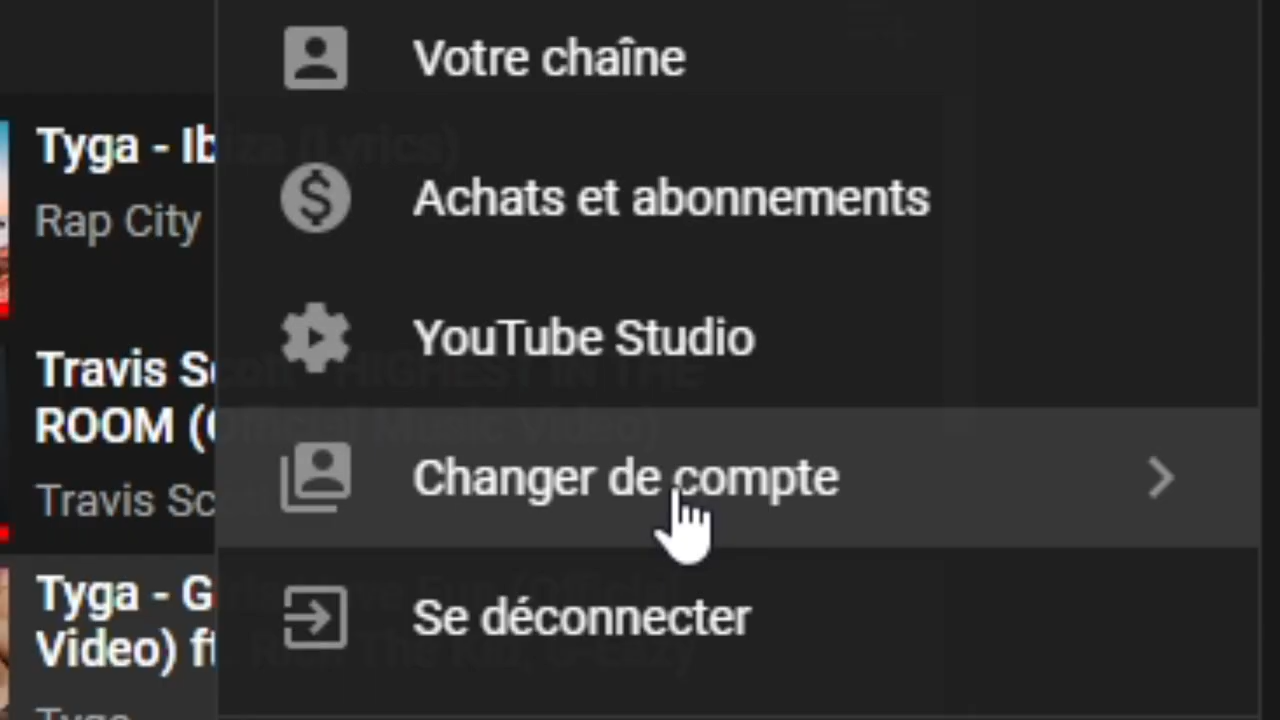 Votre chaîne
Tyga - Ib
Rap City
Achats et abonnements
YouTube Studio
Travis Sc
ROOM (
Travis Sc
Changer de compte
Tyga - G
Video) ft
Se déconnecter
Tyga